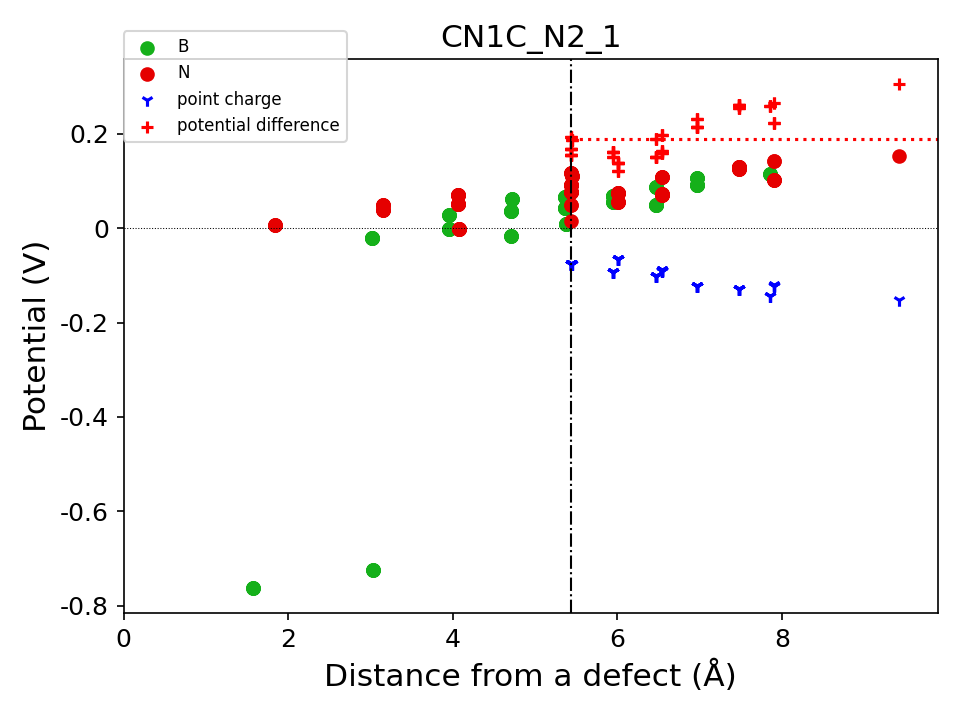 CN1C_N2_1
B
N
point charge
potential difference
0.2
0
-0.2
-0.4
-0.6
-0.8
Potential (V)
0
2
4
6
8
Distance from a defect (Å)